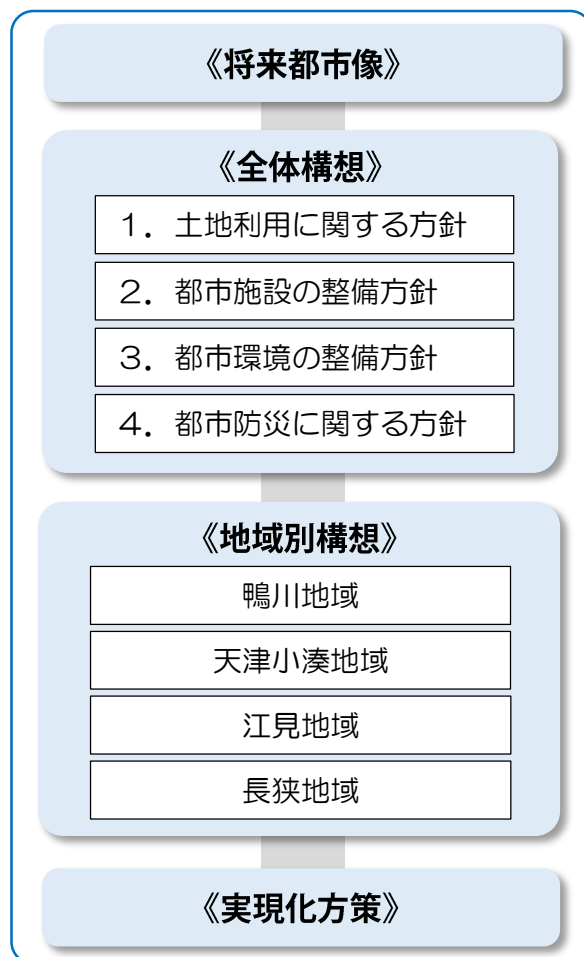 《将来都市像》
《全体構想》
１．土地利用に関する方針
２．都市施設の整備方針
３．都市環境の整備方針
４．都市防災に関する方針
《地域別構想》
鴨川地域
天津小湊地域
江見地域
長狭地域
《実現化方策》